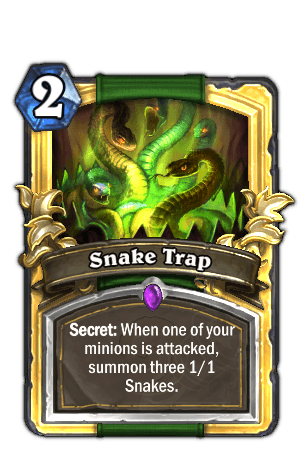 2
Snake Trap
Secret: When one of your
minions is attacked,
summon three 1/1
Snakes.